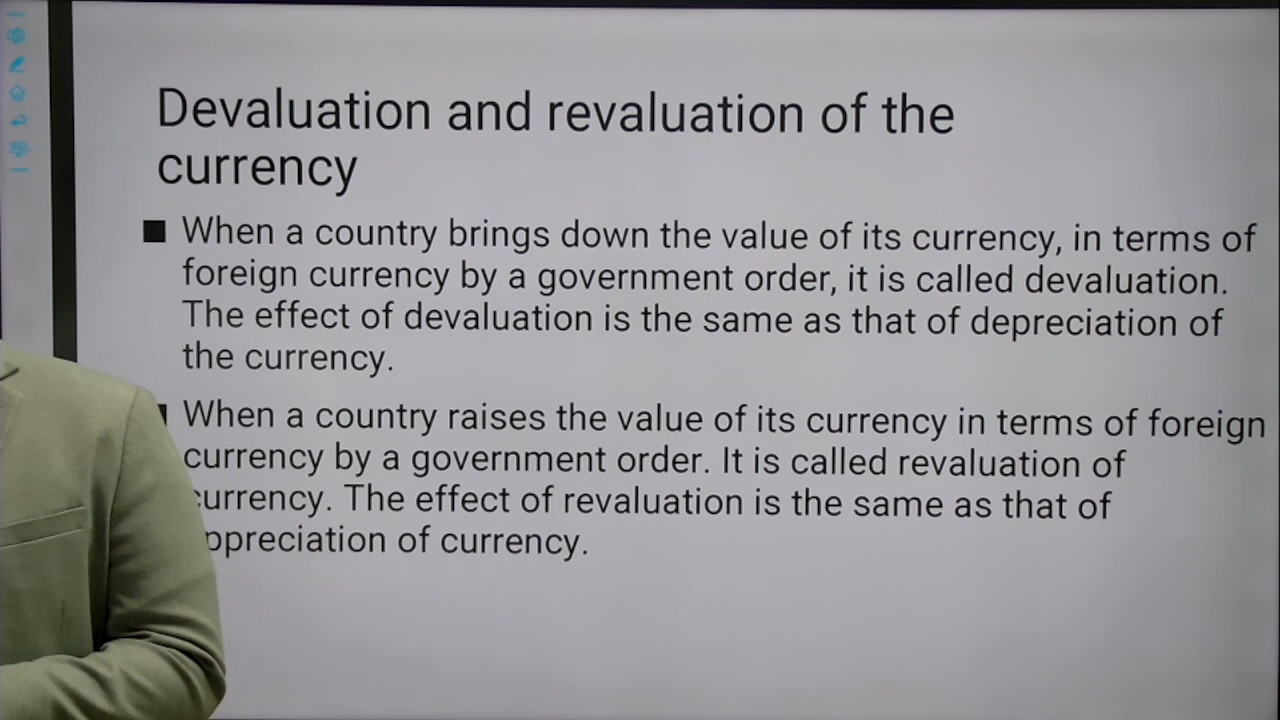 Devaluation and revaluation of the
currency
■ When a country brings down the value of its currency, in terms of
foreign currency by a government order, it is called devaluation.
The effect of devaluation is the same as that of depreciation of
the currency.
■ When a country raises the value of its currency in terms of foreign
currency by a government order. It is called revaluation of
currency. The effect of revaluation is the same as that of
appreciation of currency.